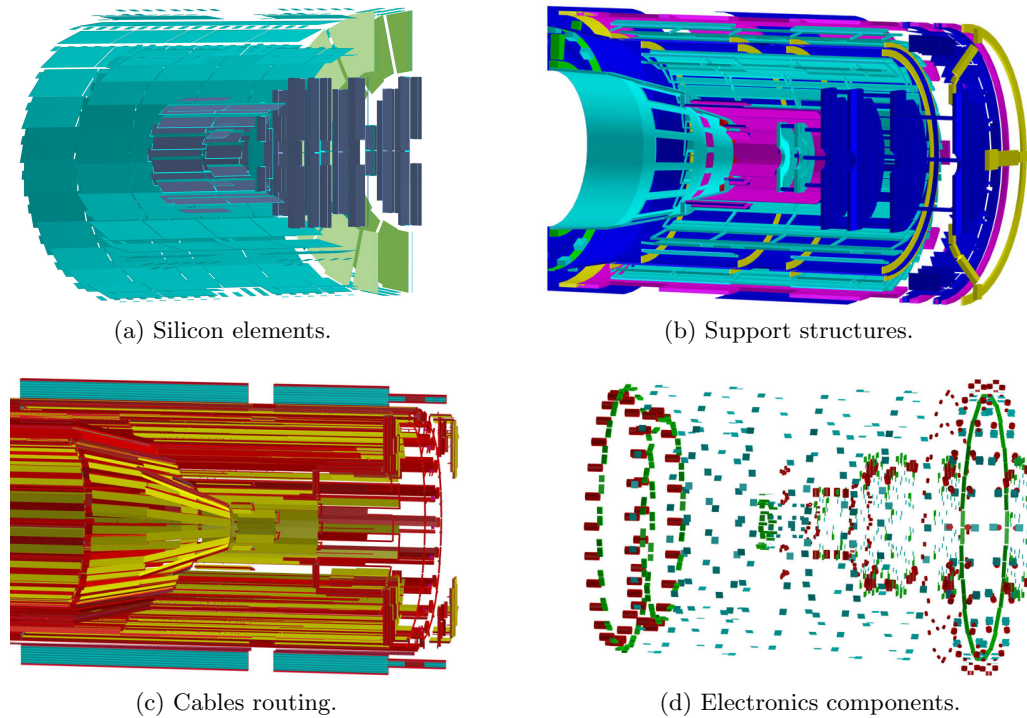 (a) Silicon elements.
(b) Support structures.
(c) Cables routing.
(d) Electronics components.